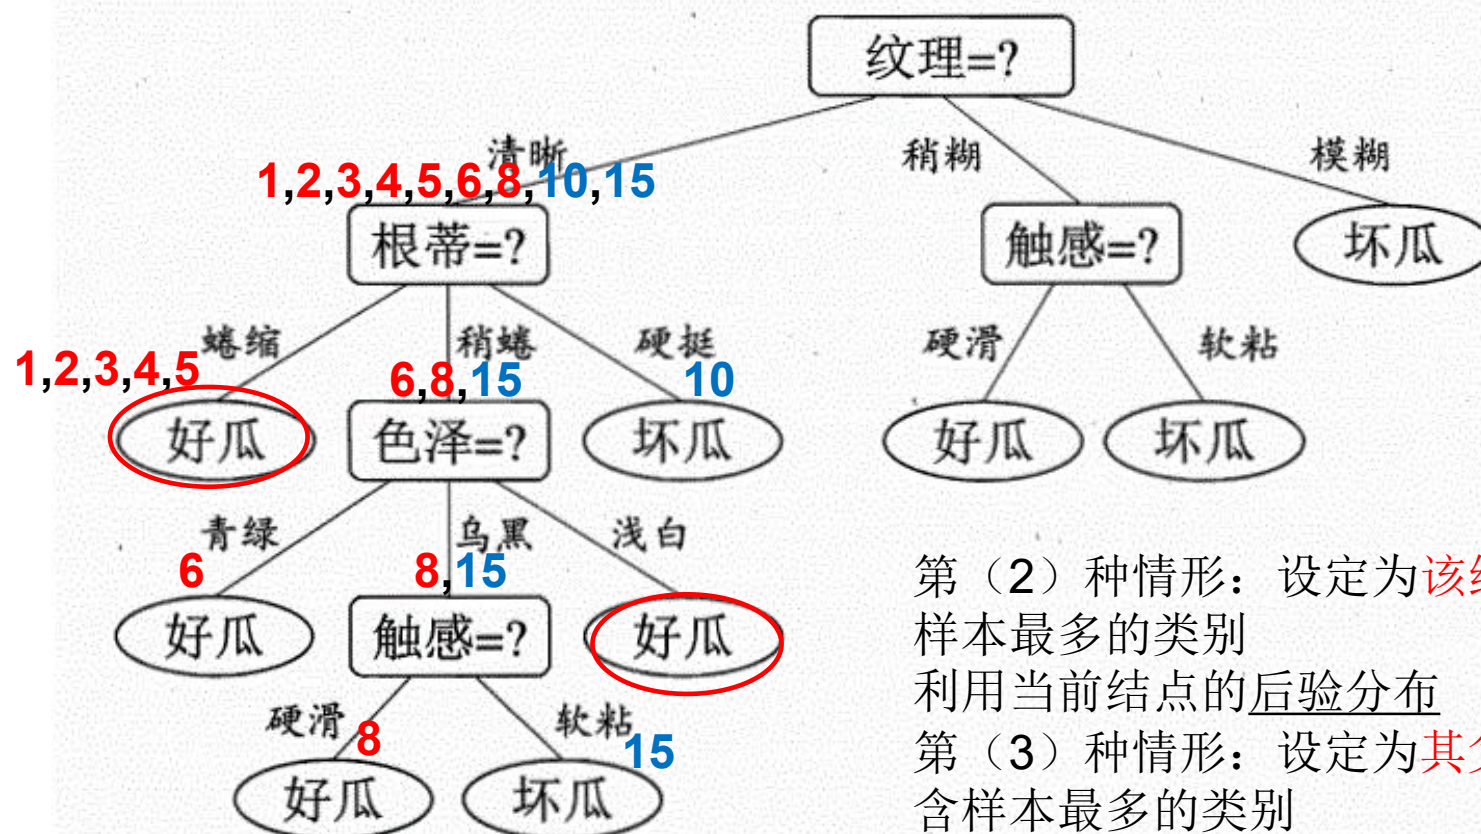 纹理=?
清晰
稍糊
模糊
1,2,3,4,5,6,8,10,15
根蒂=?
触感=?
坏瓜
蜷缩
稍蜷
硬挺
硬滑
软粘
1,2,3,4,5
6,8,15
10
好瓜
色泽=?
坏瓜
好瓜
坏瓜
青绿
乌黑
浅白
6
8,15
好瓜
触感=?
好瓜
硬滑
8
软粘
15
好瓜
坏瓜
第（2）种情形：设定为该
样本最多的类别
利用当前结点的后验分布
第（3）种情形：设定为其
含样本最多的类别